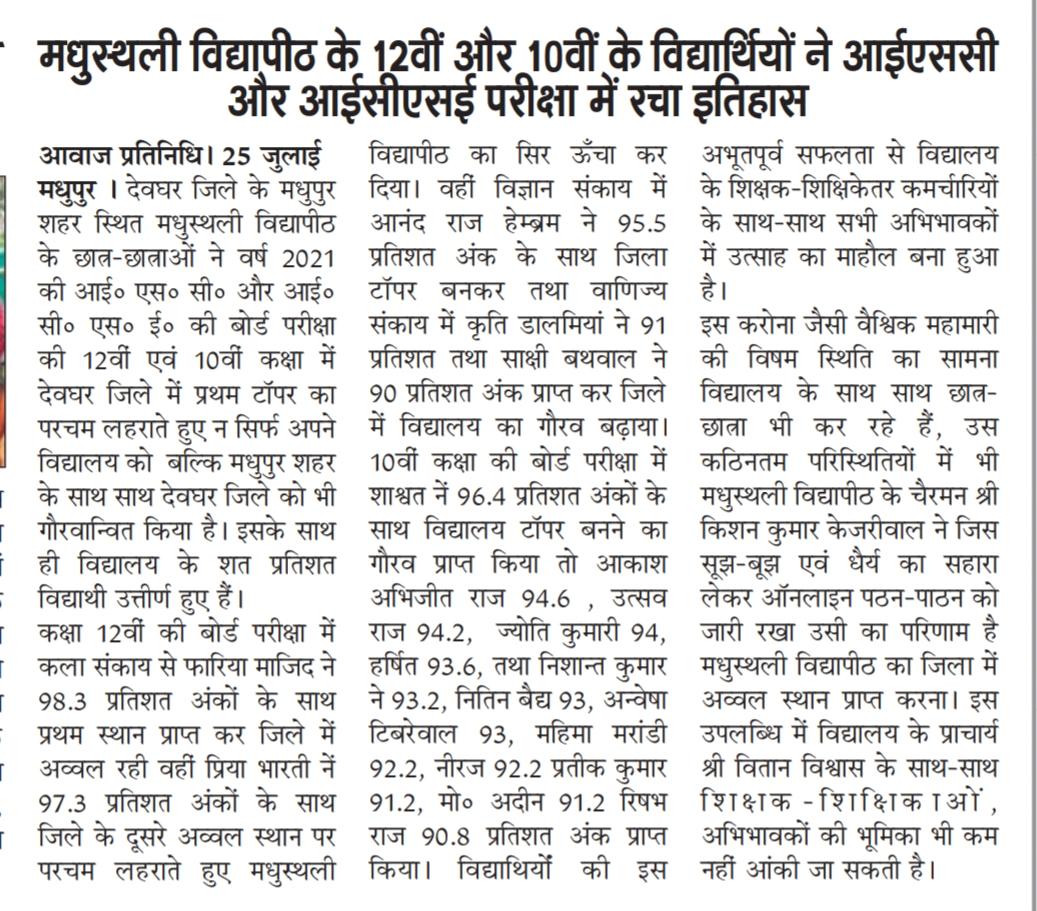 मधुस्थली विद्यापीठ के 12वीं और 10वीं के विद्यार्थियों ने आईएससी
और आईसीएसई परीक्षा में रचा इतिहास
आवाज प्रतिनिधि। 25 जुलाई
मधुपुर । देवघर जिले के मधुपुर
शहर स्थित मधुस्थली विद्यापीठ
के छात्र-छात्राओं ने वर्ष 2021
की आई० एस० सी० और आई०
सी० एस० ई० की बोर्ड परीक्षा
की 12वीं एवं 10वीं कक्षा में
देवघर जिले में प्रथम टॉपर का
परचम लहराते हुए न सिर्फ अपने
विद्यालय को बल्कि मधुपुर शहर
के साथ साथ देवघर जिले को भी
गौरवान्वित किया है। इसके साथ
ही विद्यालय के शत प्रतिशत
विद्याथी उत्तीर्ण हुए हैं।
कक्षा 12वीं की बोर्ड परीक्षा में
कला संकाय से फारिया माजिद ने
98.3 प्रतिशत अंकों के साथ
प्रथम स्थान प्राप्त कर जिले में
अव्वल रही वहीं प्रिया भारती नें
97.3 प्रतिशत अंकों के साथ
जिले के दूसरे अव्वल स्थान पर
परचम लहराते हुए मधुस्थली
विद्यापीठ का सिर ऊँचा कर
दिया। वहीं विज्ञान संकाय में
आनंद राज हेम्ब्रम ने 95.5
प्रतिशत अंक के साथ जिला
टॉपर बनकर तथा वाणिज्य
संकाय में कृति डालमियां ने 91
प्रतिशत तथा साक्षी बथवाल ने
90 प्रतिशत अंक प्राप्त कर जिले
में विद्यालय का गौरव बढ़ाया।
10वीं कक्षा की बोर्ड परीक्षा में
शाश्वत नें 96.4 प्रतिशत अंकों के
साथ विद्यालय टॉपर बनने का
गौरव प्राप्त किया तो आकाश
अभिजीत राज 94.6 , उत्सव
राज 94.2, ज्योति कुमारी 94,
हर्षित 93.6, तथा निशान्त कुमार
ने 93.2, नितिन बैद्य 93, अन्वेषा
टिबरेवाल 93, महिमा मरांडी
92.2, नीरज 92.2 प्रतीक कुमार
91.2, मो० अदीन 91.2 रिषभ
राज 90.8 प्रतिशत अंक प्राप्त
किया। विद्याथियों की इस
अभूतपूर्व सफलता से विद्यालय
के शिक्षक-शिक्षिकेतर कर्मचारियों
के साथ-साथ सभी अभिभावकों
में उत्साह का माहौल बना हुआ
है।
इस करोना जैसी वैश्विक महामारी
की विषम स्थिति का सामना
विद्यालय के साथ साथ छात्र-
छात्रा भी कर रहे हैं, उस
कठिनतम परिस्थितियों में भी
मधुस्थली विद्यापीठ के चैरमन श्री
किशन कुमार केजरीवाल ने जिस
सूझ-बूझ एवं धैर्य का सहारा
लेकर ऑनलाइन पठन-पाठन को
जारी रखा उसी का परिणाम है
मधुस्थली विद्यापीठ का जिला में
अव्वल स्थान प्राप्त करना। इस
उपलब्धि में विद्यालय के प्राचार्य
श्री वितान विश्वास के साथ-साथ
शिक्षक -शिक्षिकाओं,
अभिभावकों की भूमिका भी कम
नहीं आंकी जा सकती है।